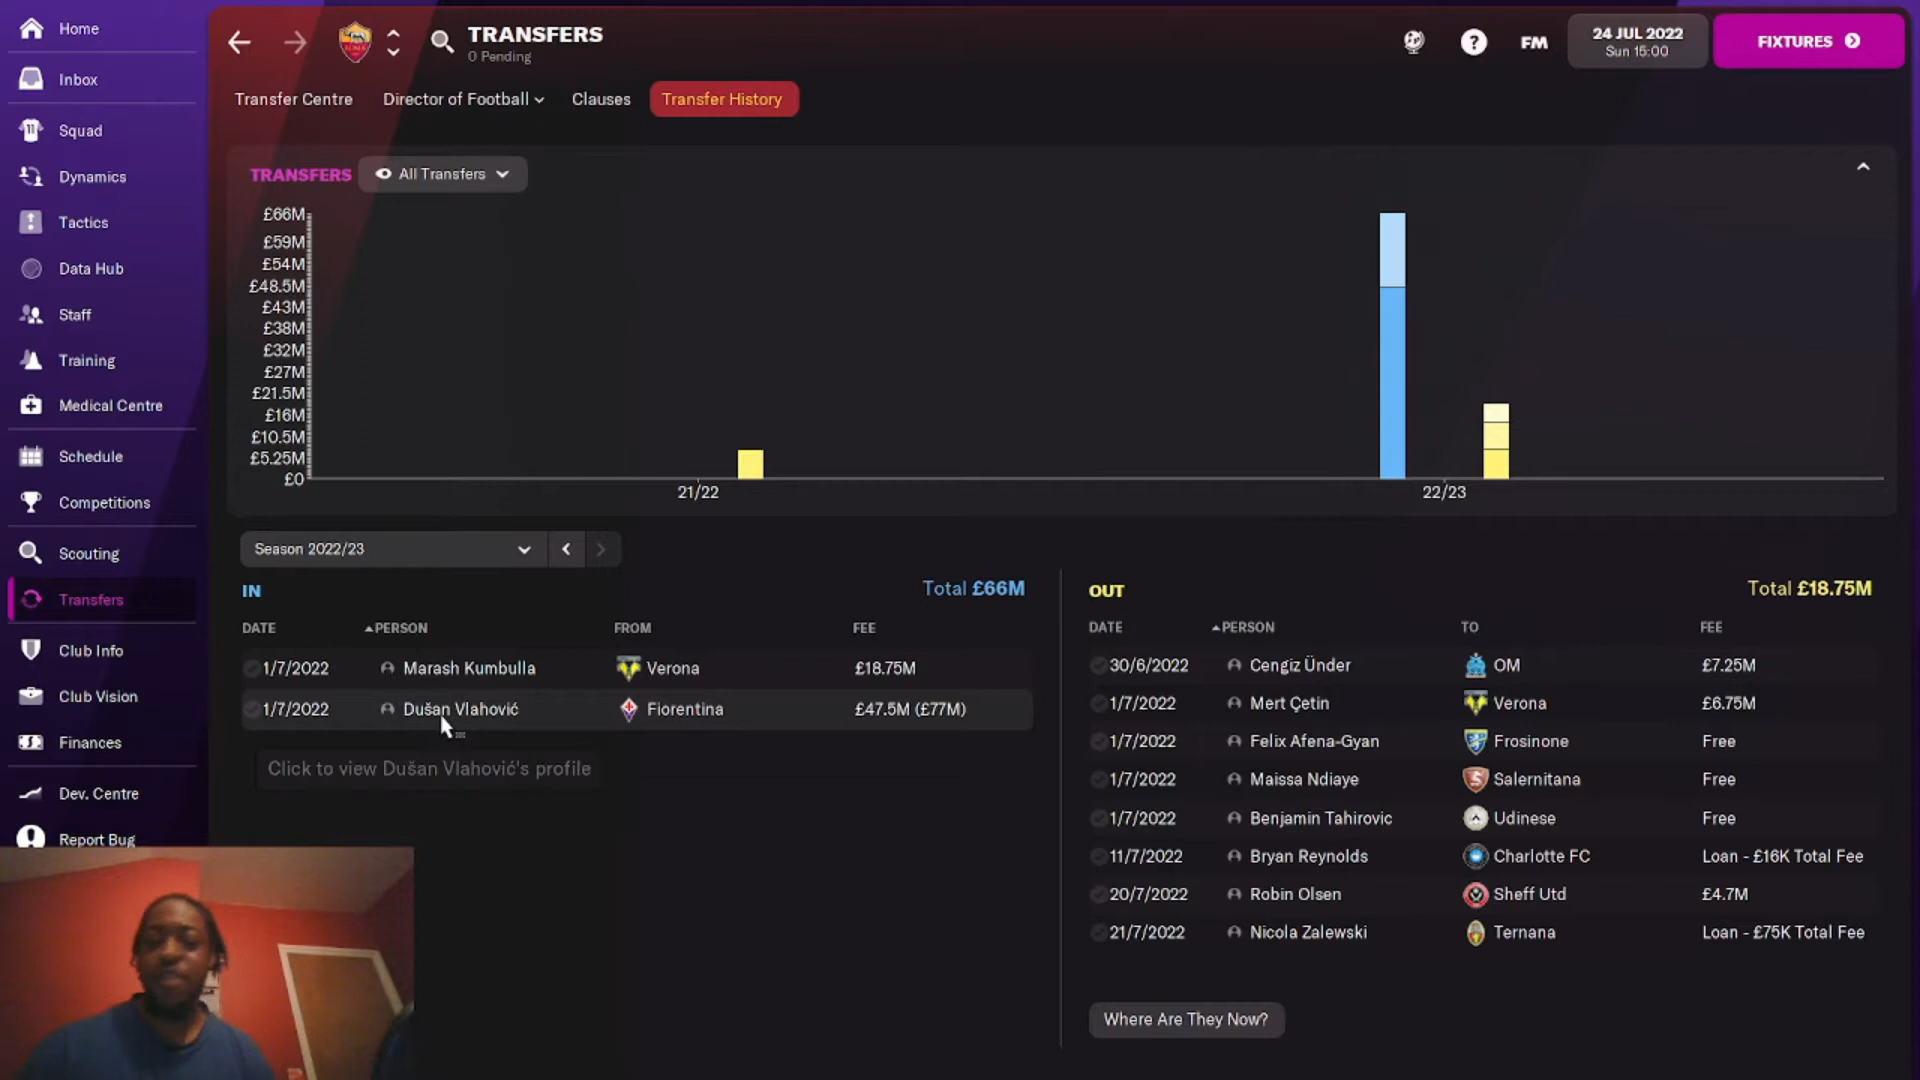 Home
Inbox
Squad
Dynamics
Tactics
Data Hub
Staff
Training
Medical Centre
Schedule
Competitions
Scouting
Transfers
Club Info
Club Vision
Finances
Dev. Centre
Report Bug
TRANSFERS
0 Pending
FM
24 JUL 2022
Sun 15:00
FIXTURES
Transfer Centre
Director of Football
Clauses
Transfer History
TRANSFERS
All Transfers
£66M
£59M
£54M
£48.5M
£43M
£38M
£32M
£27M
£21.5M
£16M
£10.5M
£5.25M
£0
21/22
22/23
Season 2022/23
IN
Total £66M
DATE PERSON FROM FEE
1/7/2022 Marash Kumbulla Verona £18.75M
1/7/2022 Dušan Vlahović Fiorentina £47.5M (£77M)
Click to view Dušan Vlahović's profile
OUT
Total £18.75M
DATE PERSON TO FEE
30/6/2022 Cengiz Ünder OM £7.25M
1/7/2022 Mert Çetin Verona £6.75M
1/7/2022 Felix Afena-Gyan Frosinone Free
1/7/2022 Maissa Ndiaye Salernitana Free
1/7/2022 Benjamin Tahirovic Udinese Free
11/7/2022 Bryan Reynolds Charlotte FC Loan - £16K Total Fee
20/7/2022 Robin Olsen Sheff Utd £4.7M
21/7/2022 Nicola Zalewski Ternana Loan - £75K Total Fee
Where Are They Now?